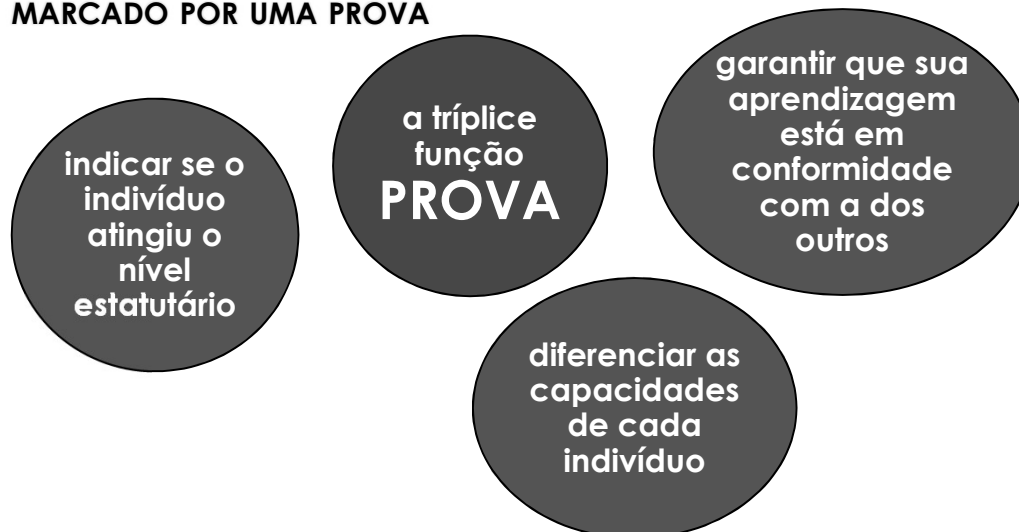 MARCADO POR UMA PROVA
indicar se o
indivíduo
atingiu o
nível
estatutário
a tríplice
função
PROVA
garantir que sua
aprendizagem
está em
conformidade
com a dos
outros
diferenciar as
capacidades
de cada
indivíduo